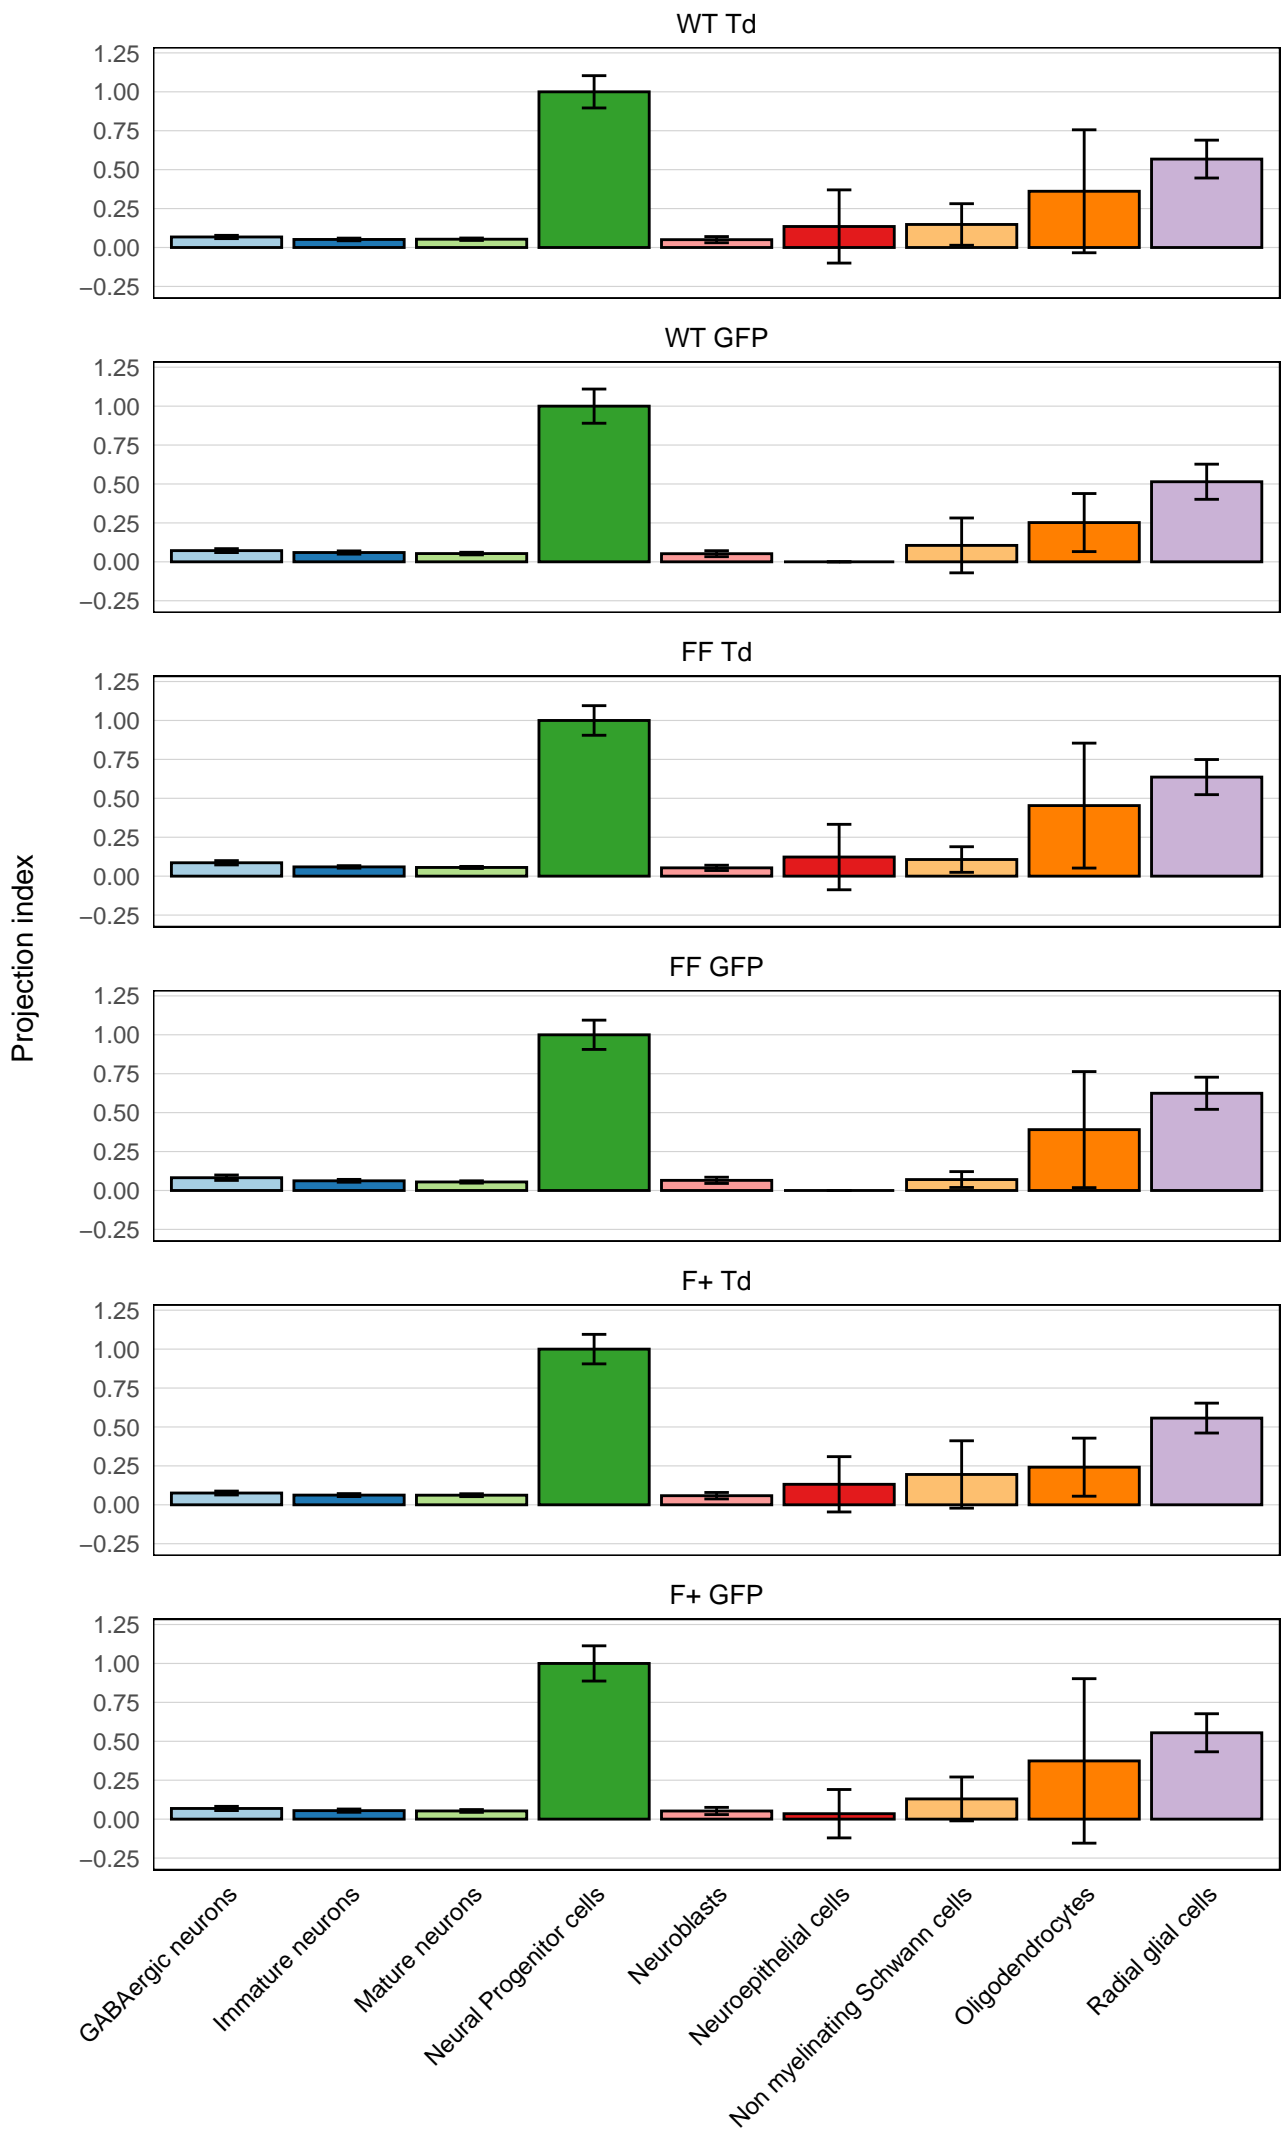 WT Td
1.25
1.00
0.75
0.50
0.25
0.00
−0.25
WT GFP
1.25
1.00
0.75
0.50
0.25
0.00
−0.25
FF Td
1.25
1.00
0.75
0.50
0.25
0.00
−0.25
FF GFP
1.25
1.00
0.75
0.50
0.25
0.00
−0.25
F+ Td
1.25
1.00
0.75
0.50
0.25
0.00
−0.25
F+ GFP
1.25
1.00
0.75
0.50
0.25
0.00
−0.25
Projection index
GABAergic neurons
Immature neurons
Mature neurons
Neural Progenitor cells
Neuroblasts
Neuroepithelial cells
Non myelinating Schwann cells
Oligodendrocytes
Radial glial cells